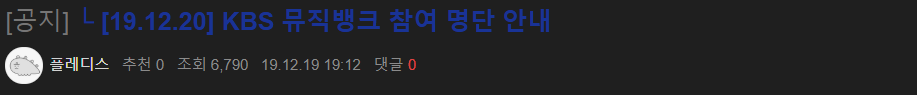 [공지] └ [19.12.20] KBS 뮤직뱅크 참여 명단 안내
플레디스 추천 0 조회 6,790 19.12.19 19:12 댓글 0